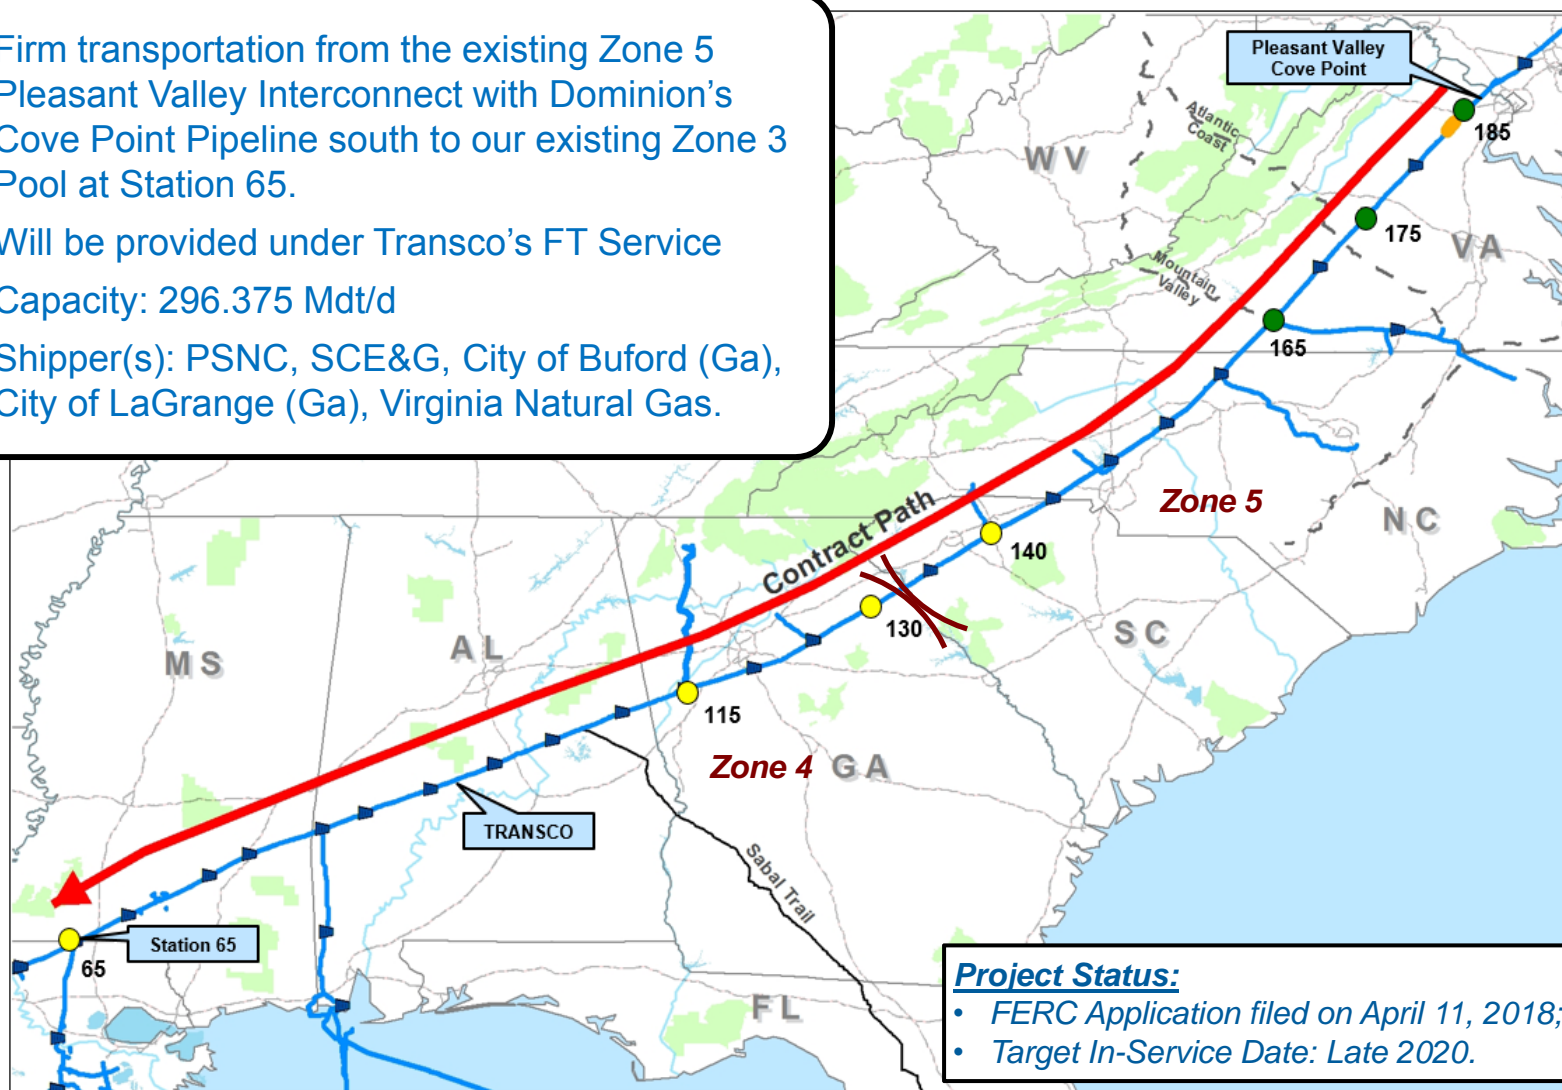 Firm transportation from the existing Zone 5
Pleasant Valley Interconnect with Dominion's
Cove Point Pipeline south to our existing Zone 3
Pool at Station 65.
Will be provided under Transco's FT Service
Capacity: 296.375 Mdt/d
Shipper(s): PSNC, SCE&G, City of Buford (Ga),
City of LaGrange (Ga), Virginia Natural Gas.
Pleasant Valley
Cove Point
185
Atlantic
Coast
WV
175
VA
Mountain
Valley
165
Zone 5
NC
Contract Path
140
130
SC
AL
MS
115
Zone 4
GA
TRANSCO
Sabal Trail
Station 65
65
FL
Project Status:
• FERC Application filed on April 11, 2018;
• Target In-Service Date: Late 2020.